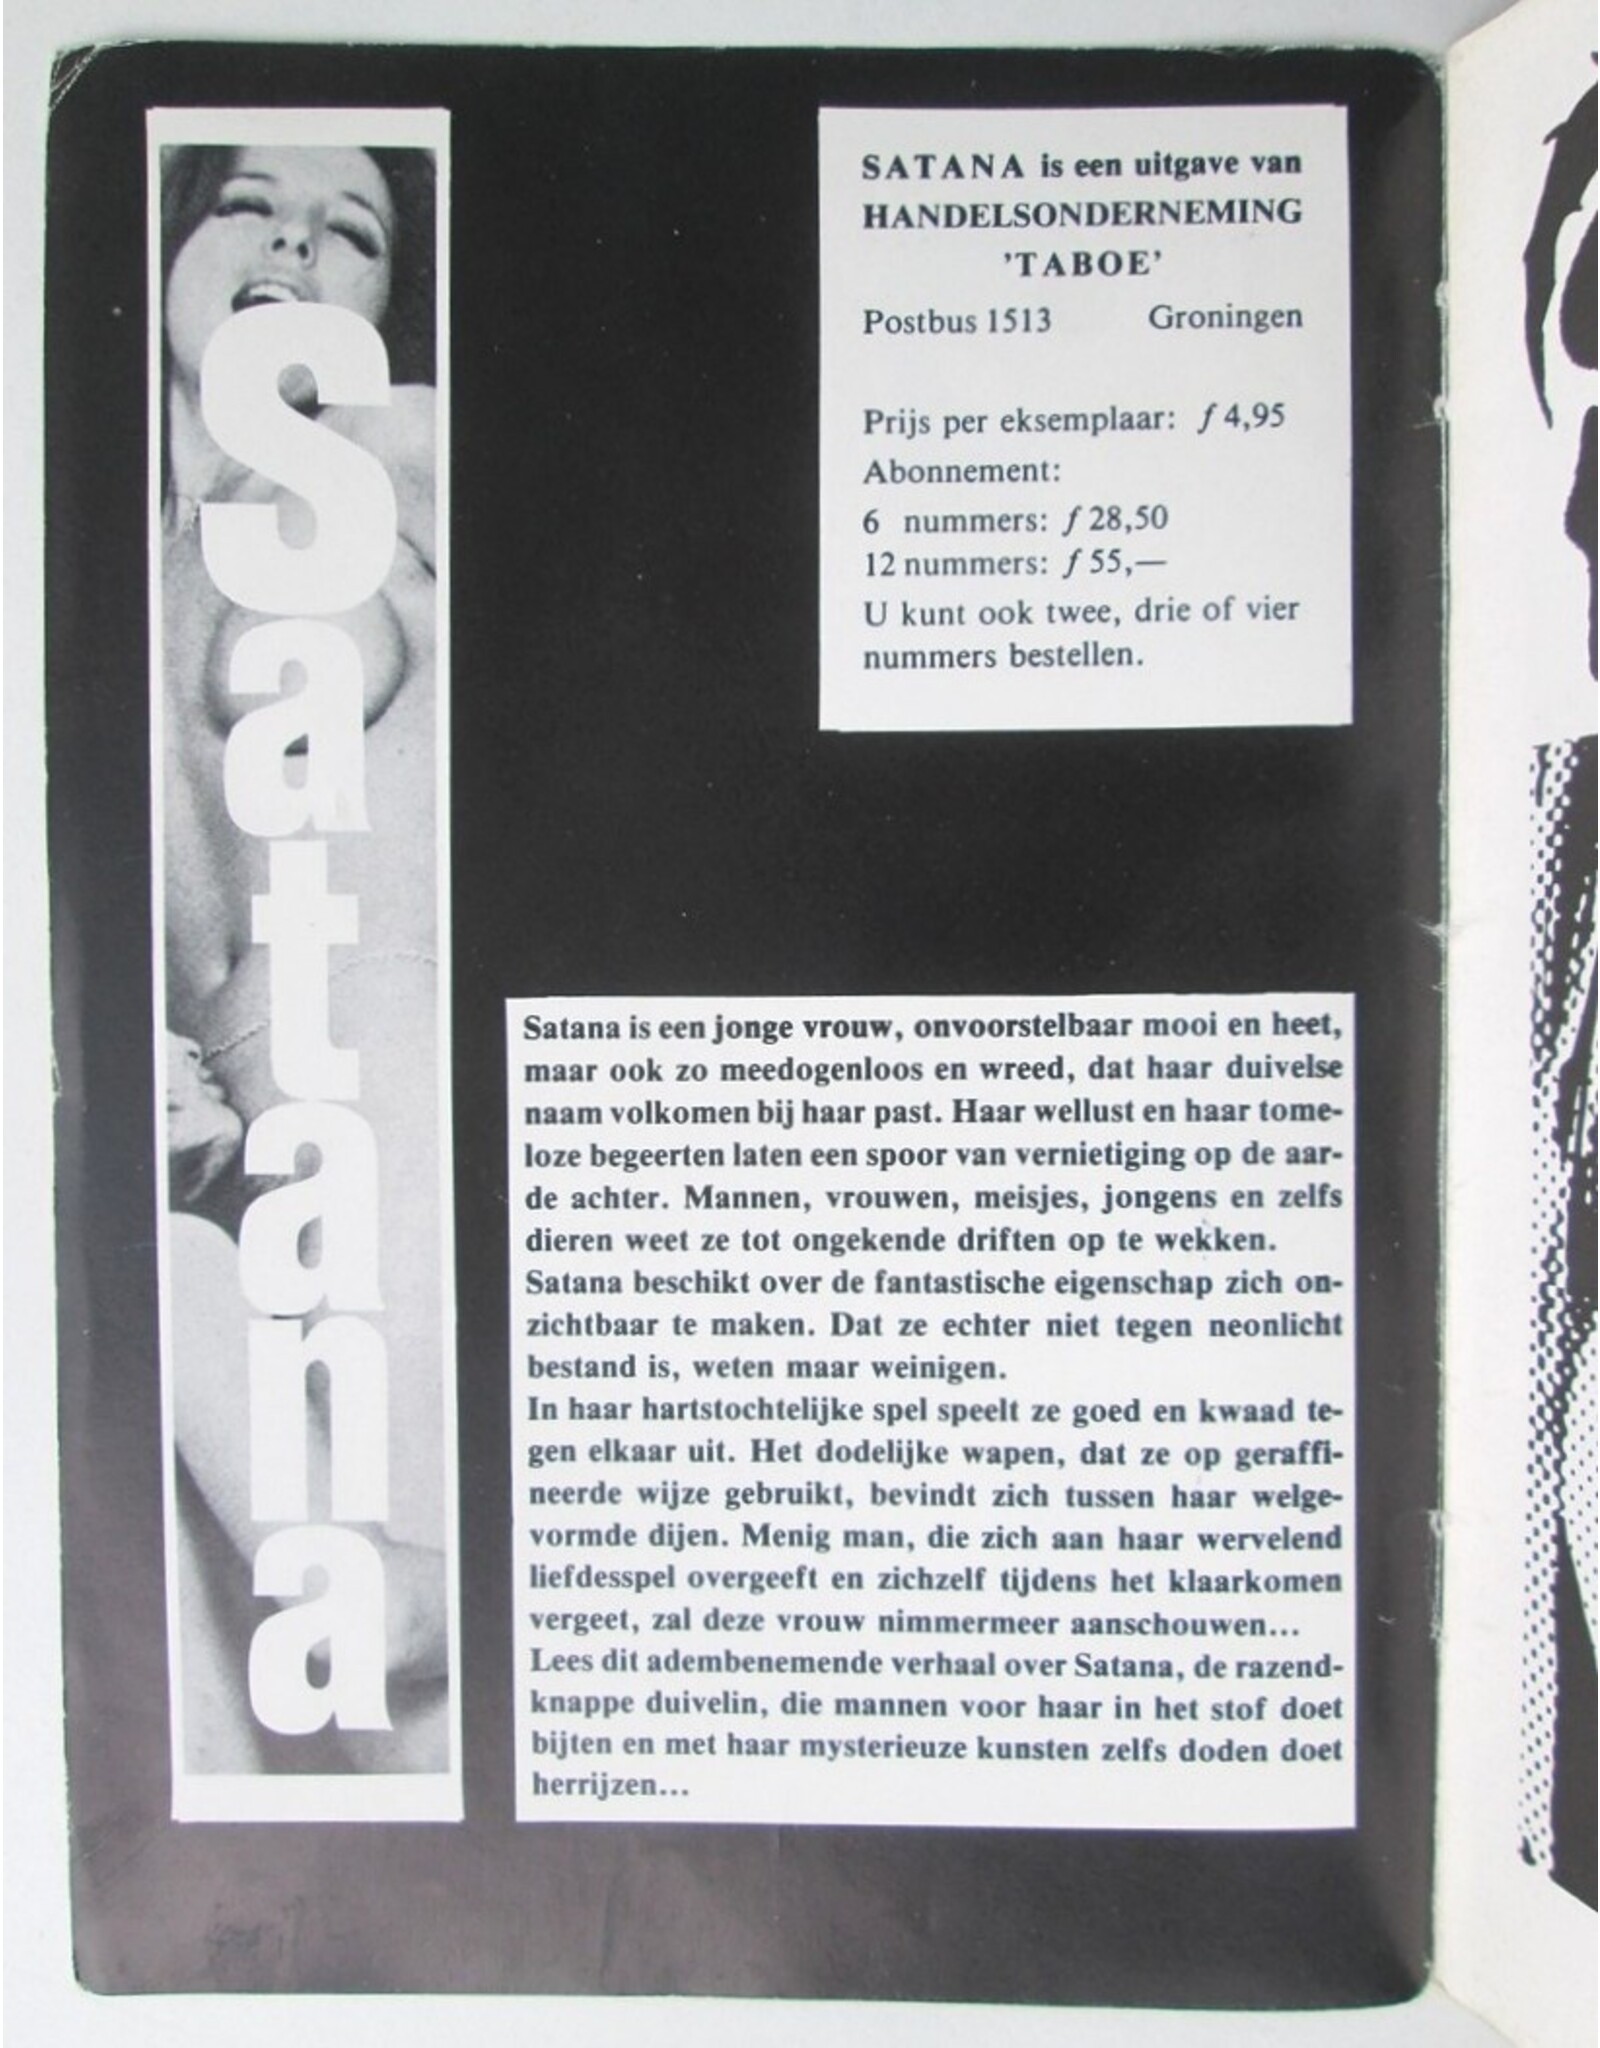 Satana
SATANA is een uitgave van
HANDELSONDERNEMING
'TABOE'
Postbus 1513 Groningen
Prijs per eksemplaar: ƒ 4,95
Abonnement:
6 nummers: ƒ 28,50
12 nummers: ƒ 55,—
U kunt ook twee, drie of vier
nummers bestellen.
Satana is een jonge vrouw, onvoorstelbaar mooi en heet,
maar ook zo meedogenloos en wreed, dat haar duivelse
naam volkomen bij haar past. Haar wellust en haar tome-
loze begeerten laten een spoor van vernietiging op de aar-
de achter. Mannen, vrouwen, meisjes, jongens en zelfs
dieren weet ze tot ongekende driften op te wekken.
Satana beschikt over de fantastische eigenschap zich on-
zichtbaar te maken. Dat ze echter niet tegen neonlicht
bestand is, weten maar weinigen.
In haar hartstochtelijke spel speelt ze goed en kwaad te-
gen elkaar uit. Het dodelijke wapen, dat ze op geraffi-
neerde wijze gebruikt, bevindt zich tussen haar welge-
vormde dijen. Menig man, die zich aan haar wervelend
liefdesspel overgeeft en zichzelf tijdens het klaarkomen
vergeet, zal deze vrouw nimmermeer aanschouwen...
Lees dit adembenemende verhaal over Satana, de razend-
knappe duivelin, die mannen voor haar in het stof doet
bijten en met haar mysterieuze kunsten zelfs doden doet
herrijzen...